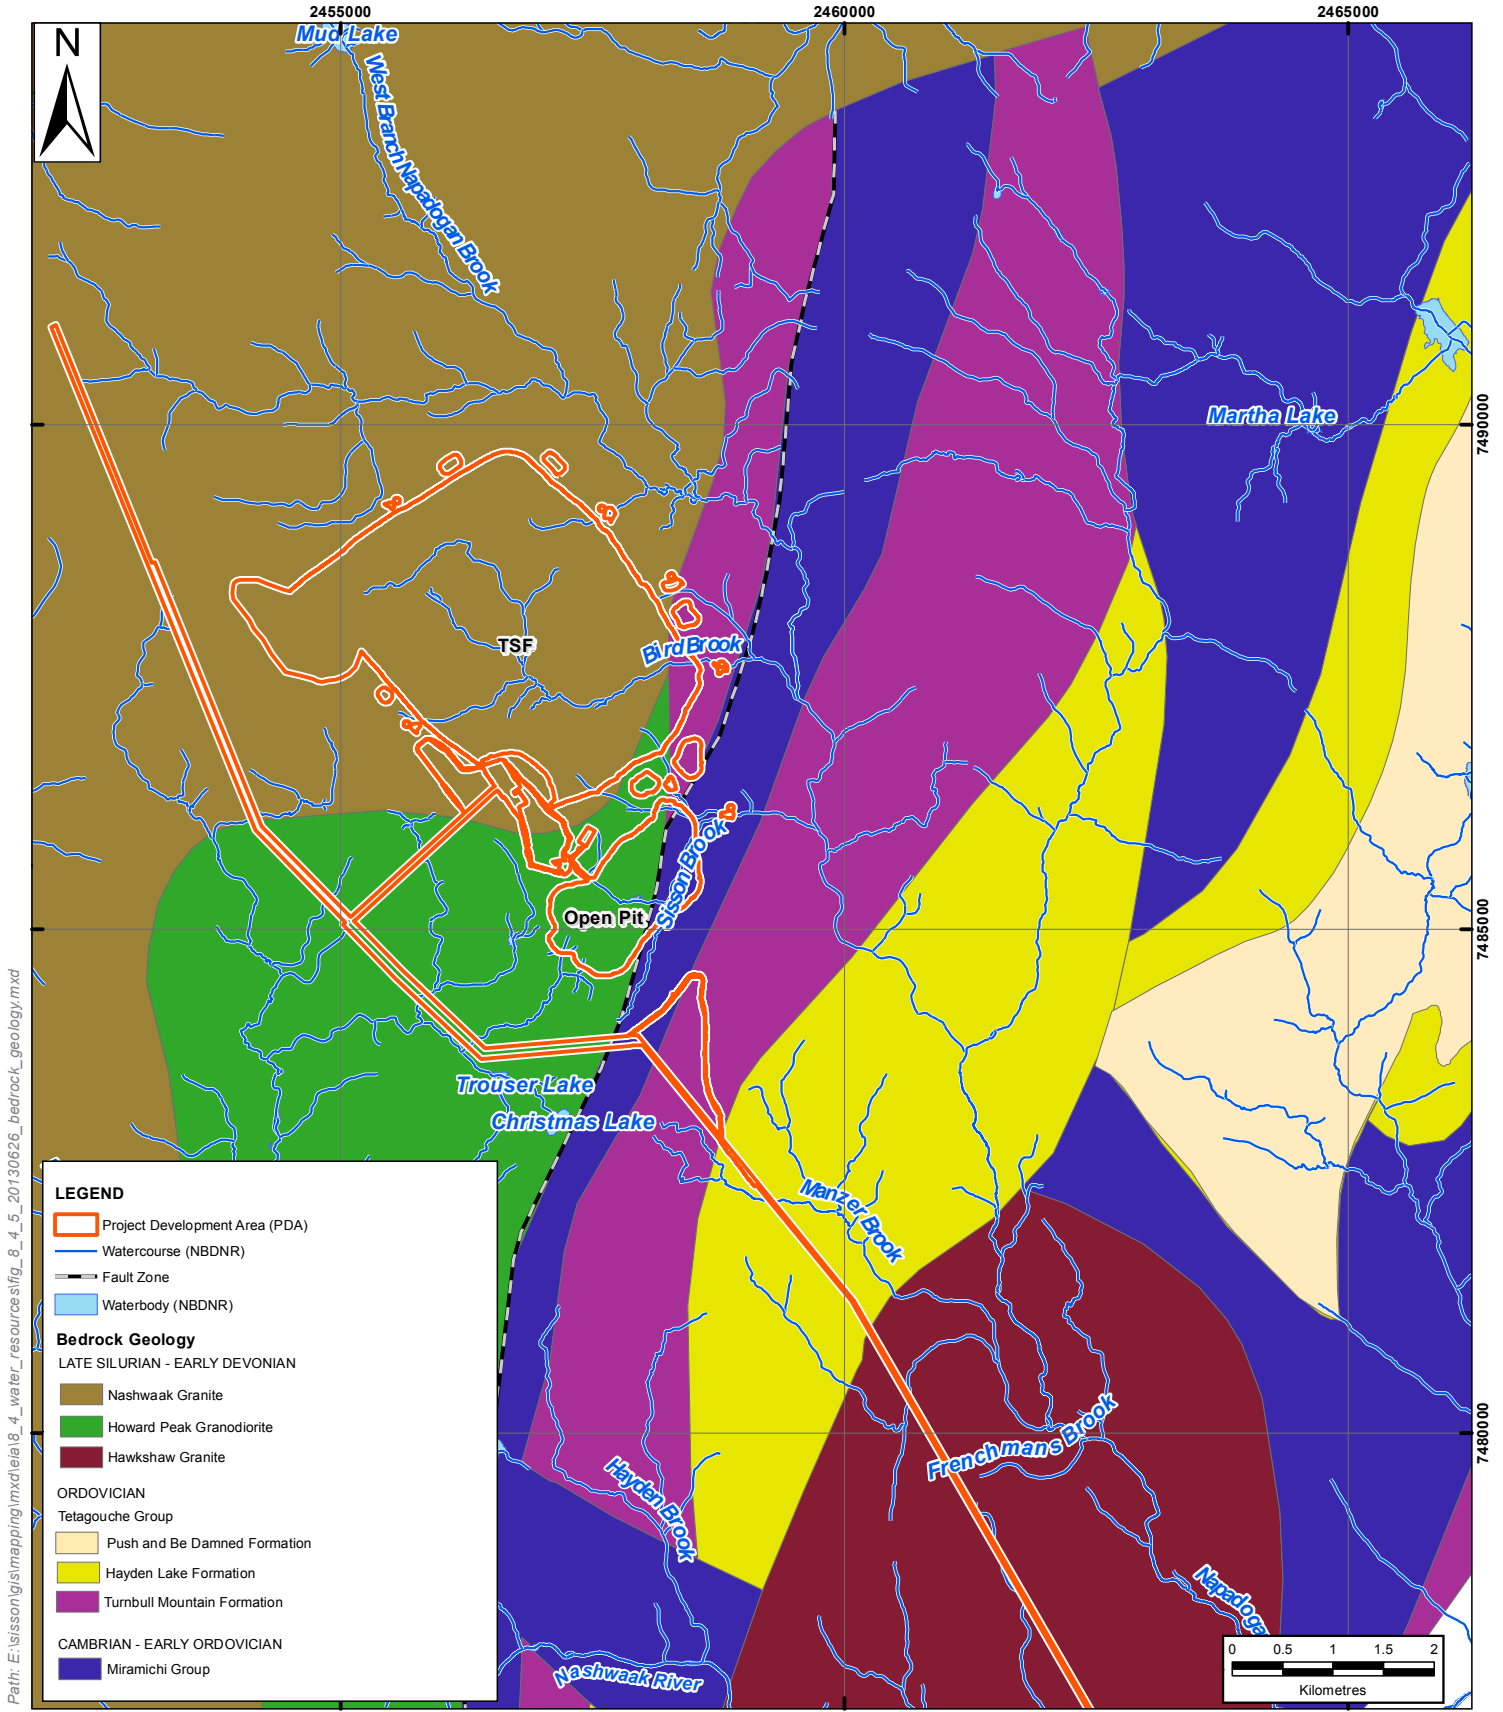 2455000
2460000
2465000
N
Mud Lake
West Branch Napadogan Brook
Martha Lake
7490000
TSF
Bird Brook
Sisson Brook
Open Pit
7485000
Trouser Lake
Christmas Lake
Manzer Brook
Frenchmans Brook
7480000
Hayden Brook
Napadoga
Nashwaak River
LEGEND
Project Development Area (PDA)
Watercourse (NBDNR)
Fault Zone
Waterbody (NBDNR)
Bedrock Geology
LATE SILURIAN - EARLY DEVONIAN
Nashwaak Granite
Howard Peak Granodiorite
Hawkshaw Granite
ORDOVICIAN
Tetagouche Group
Push and Be Damned Formation
Hayden Lake Formation
Turnbull Mountain Formation
CAMBRIAN - EARLY ORDOVICIAN
Miramichi Group
0 0.5 1 1.5 2
Kilometres
Path: E:\sisson\gis\mapping\mxd\eia\8_4_water_resources\fig_8_4_5_20130626_bedrock_geology.mxd